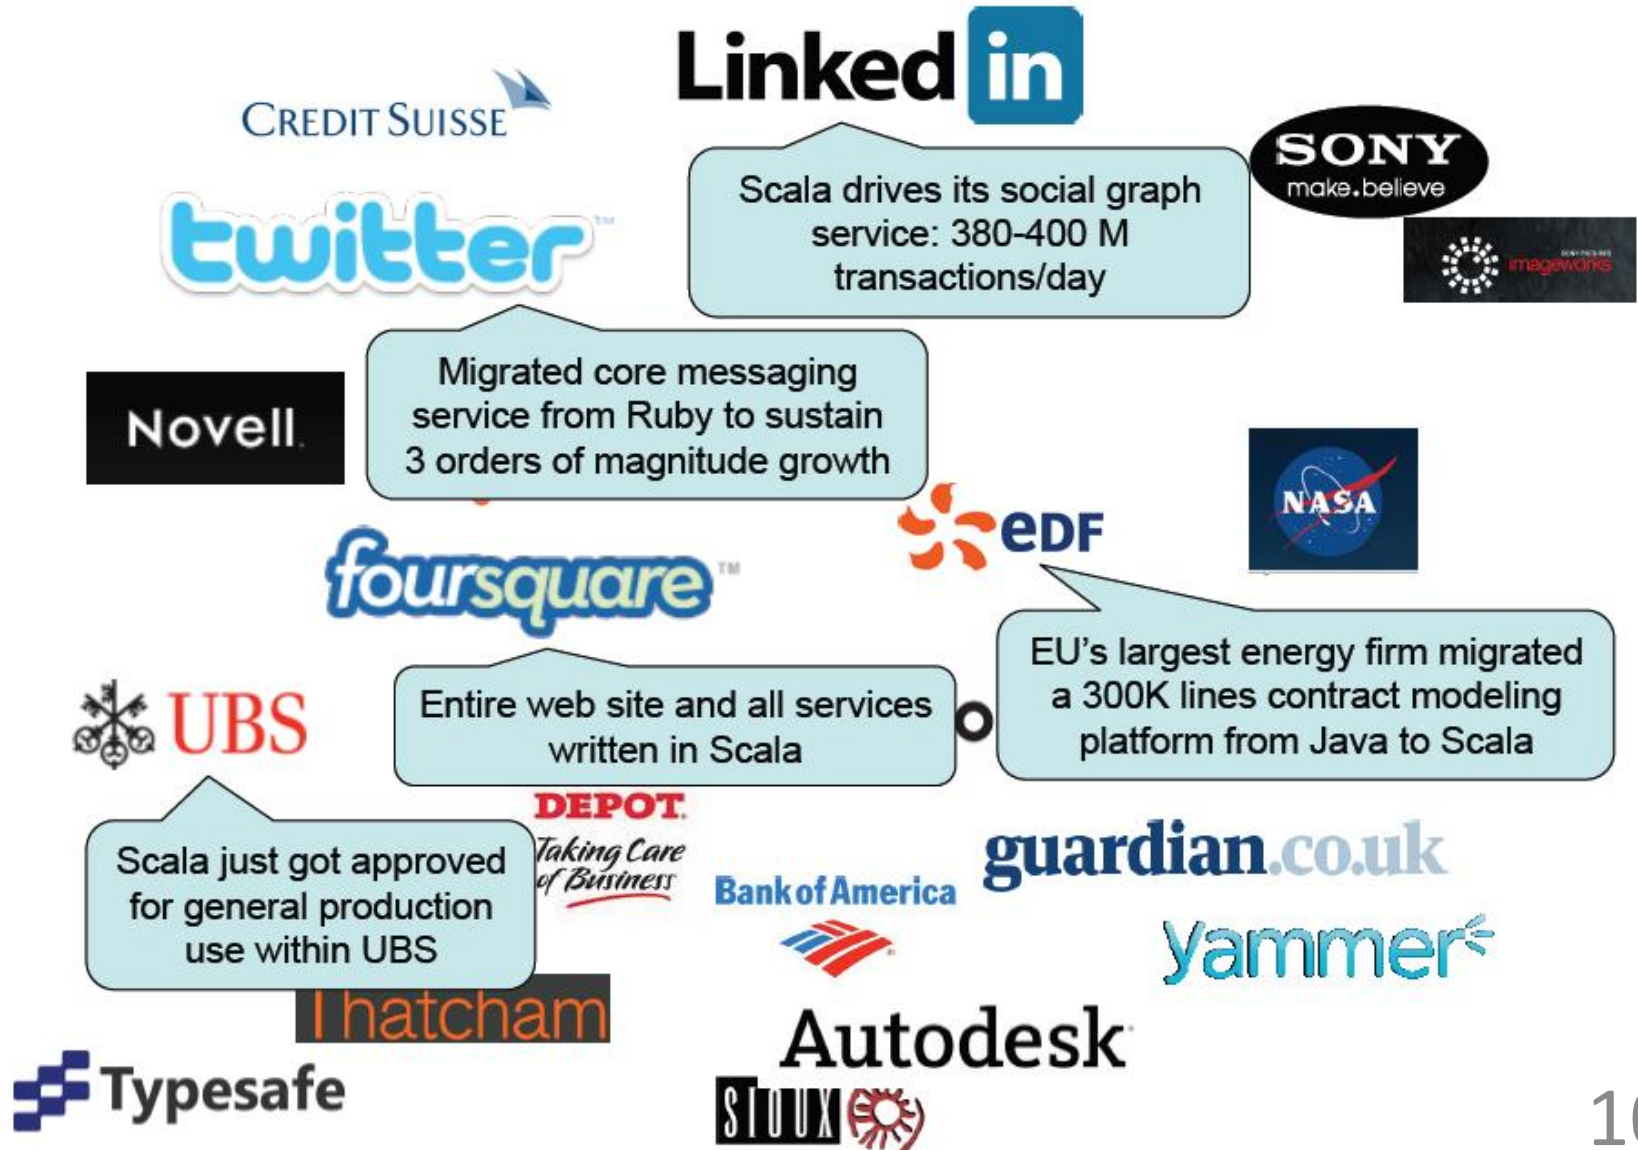 Linked in
CREDIT SUISSE
SONY
make.believe
twitter™
Scala drives its social graph
service: 380-400 M
transactions/day
imageworks
Migrated core messaging
service from Ruby to sustain
3 orders of magnitude growth
Novell
NASA
eDF
foursquare™
EU's largest energy firm migrated
a 300K lines contract modeling
platform from Java to Scala
UBS
Entire web site and all services
written in Scala
DEPOT
Taking Care
of Business
Scala just got approved
for general production
use within UBS
guardian.co.uk
Bank of America
yammer
Thatcham
Autodesk
Typesafe
SIOUX